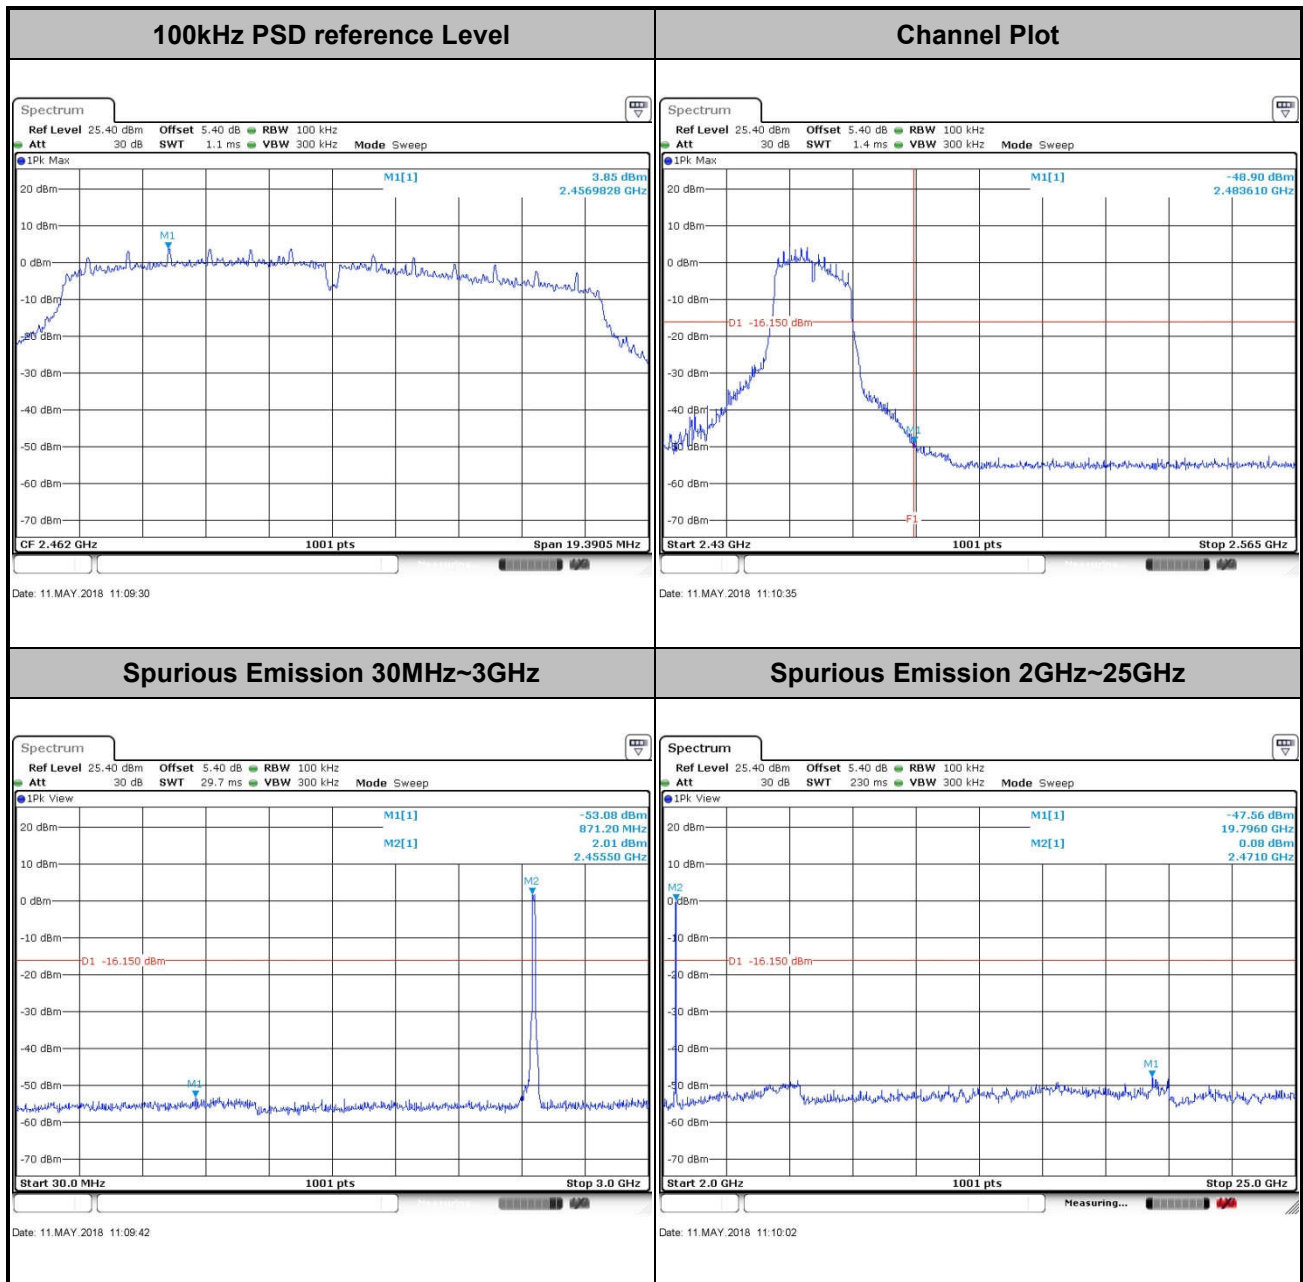 100kHz PSD reference Level
Spectrum
Ref Level 25.40 dBm Offset 5.40 dB RBW 100 kHz
Att 30 dB SWT 1.1 ms VBW 300 kHz Mode Sweep
1Pk Max
M1[1] 3.85 dBm
2.4569828 GHz
20 dBm
10 dBm
M1
0 dBm
-10 dBm
-20 dBm
-30 dBm
-40 dBm
-50 dBm
-60 dBm
-70 dBm
CF 2.462 GHz 1001 pts Span 19.3905 MHz
Measuring...
Date: 11.MAY.2018 11:09:30
Channel Plot
Spectrum
Ref Level 25.40 dBm Offset 5.40 dB RBW 100 kHz
Att 30 dB SWT 1.4 ms VBW 300 kHz Mode Sweep
1Pk Max
M1[1] -48.90 dBm
2.483610 GHz
20 dBm
10 dBm
0 dBm
-10 dBm
D1 -16.150 dBm
-30 dBm
-40 dBm
M1
-50 dBm
-60 dBm
-70 dBm
F1
Start 2.43 GHz 1001 pts Stop 2.565 GHz
Measuring...
Date: 11.MAY.2018 11:10:35
Spurious Emission 30MHz~3GHz
Spectrum
Ref Level 25.40 dBm Offset 5.40 dB RBW 100 kHz
Att 30 dB SWT 29.7 ms VBW 300 kHz Mode Sweep
1Pk View
M1[1] -53.08 dBm
871.20 MHz
20 dBm
M2[1] 2.01 dBm
2.45550 GHz
10 dBm
M2
0 dBm
-10 dBm
D1 -16.150 dBm
-20 dBm
-30 dBm
-40 dBm
-50 dBm
M1
-60 dBm
-70 dBm
Start 30.0 MHz 1001 pts Stop 3.0 GHz
Measuring...
Date: 11.MAY.2018 11:09:42
Spurious Emission 2GHz~25GHz
Spectrum
Ref Level 25.40 dBm Offset 5.40 dB RBW 100 kHz
Att 30 dB SWT 230 ms VBW 300 kHz Mode Sweep
1Pk View
M1[1] -47.56 dBm
19.7960 GHz
20 dBm
M2[1] 0.08 dBm
2.4710 GHz
10 dBm
M2
0 dBm
-10 dBm
D1 -16.150 dBm
-20 dBm
-30 dBm
-40 dBm
M1
-50 dBm
-60 dBm
-70 dBm
Start 2.0 GHz 1001 pts Stop 25.0 GHz
Measuring...
Date: 11.MAY.2018 11:10:02